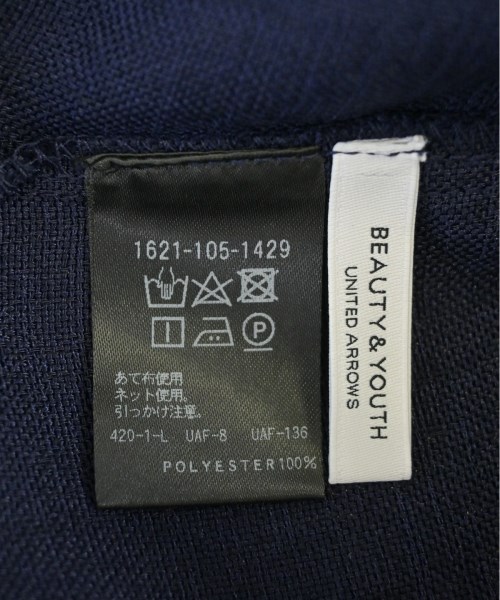 1621-105-1429
P
あて布使用
ネット使用。
引っかけ注意。
420-1-L UAF-8 UAF-136
POLYESTER100%
BEAUTY & YOUTH
UNITED ARROWS